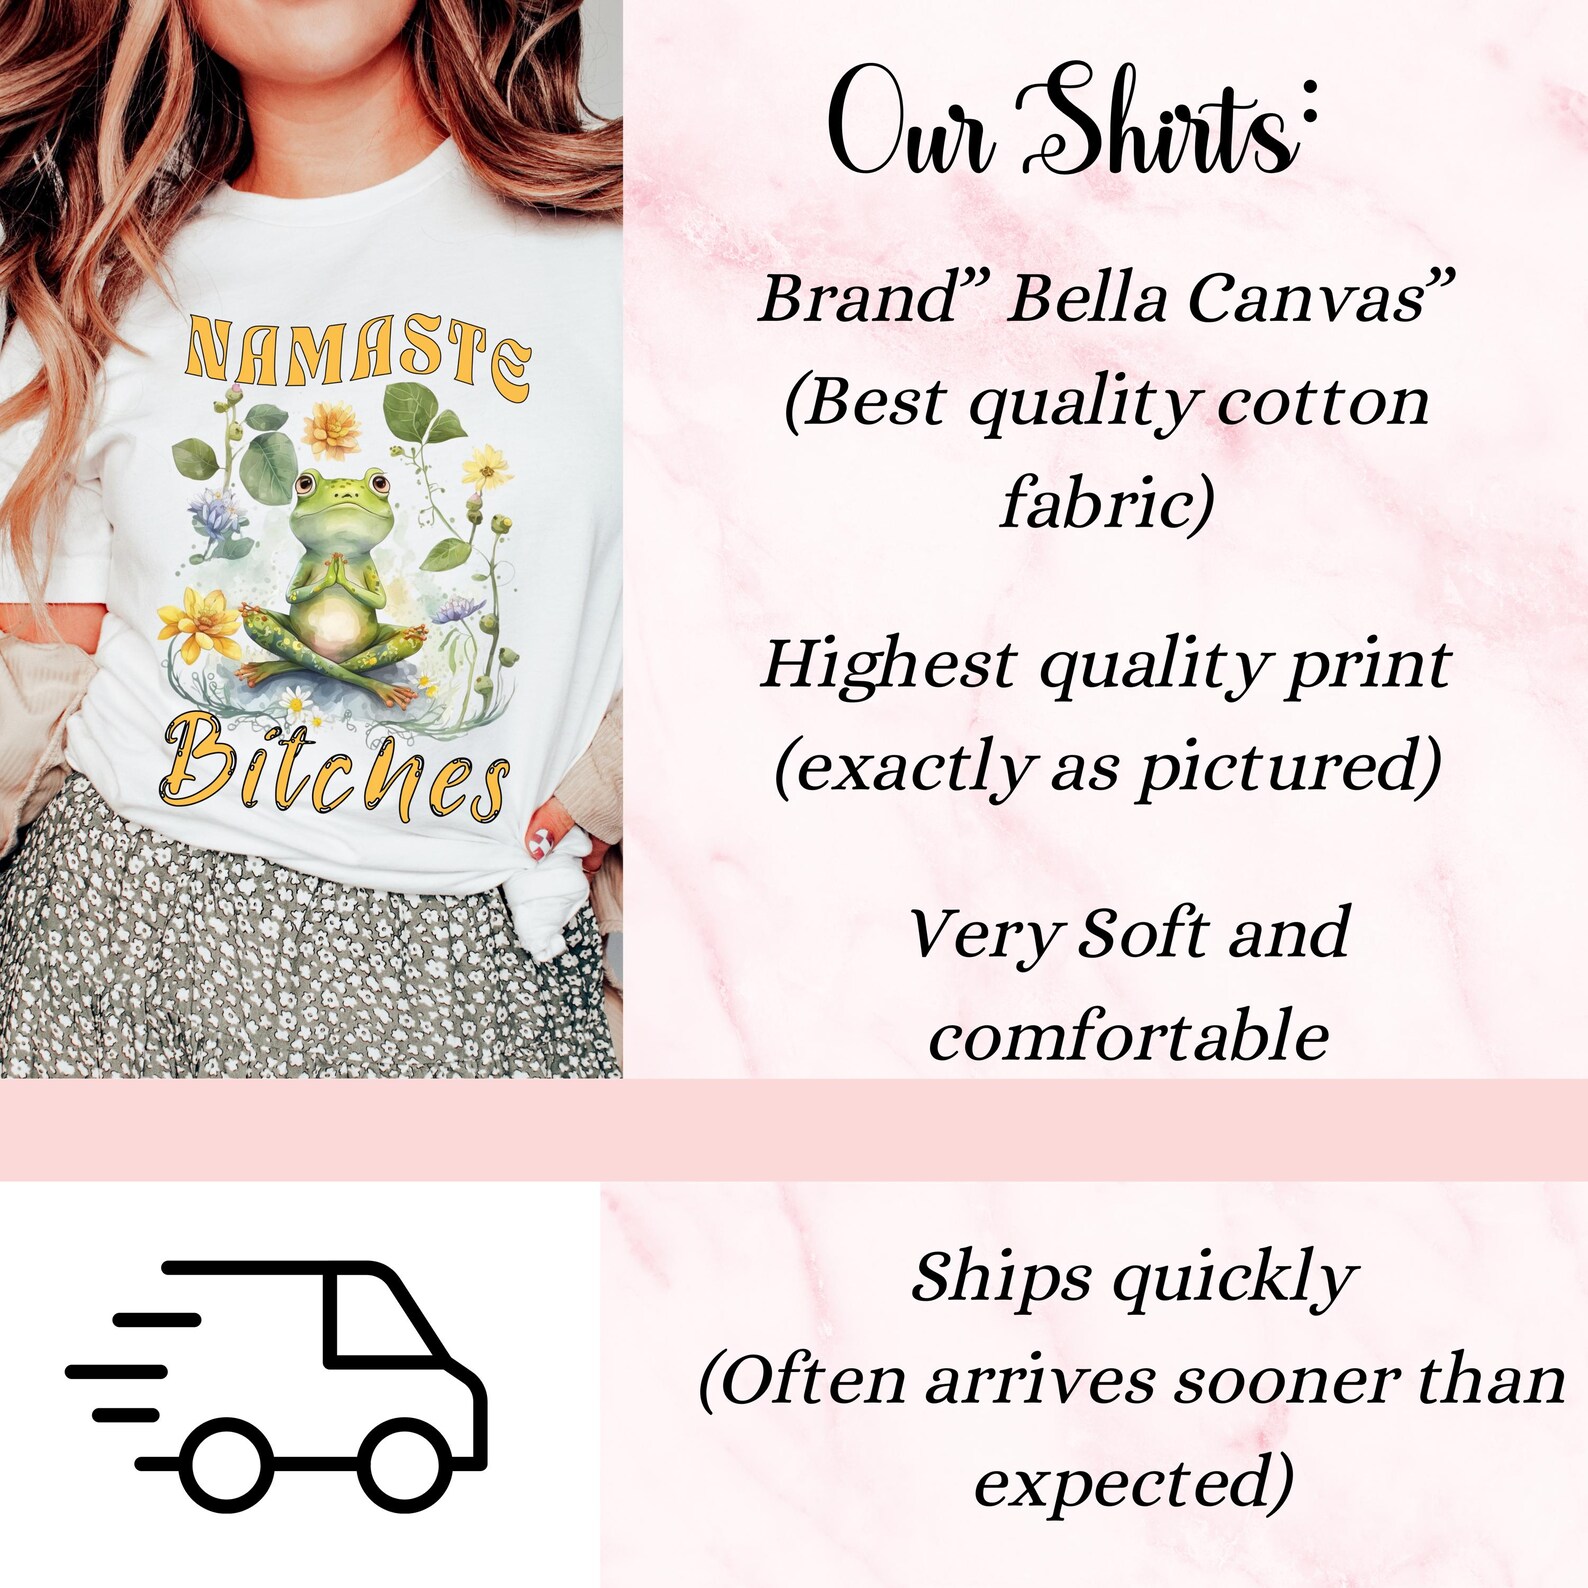 NAMASTE
Bitches
Our Shirts:
Brand” Bella Canvas”
(Best quality cotton
fabric)
Highest quality print
(exactly as pictured)
Very Soft and
comfortable
Ships quickly
(Often arrives sooner than
expected)